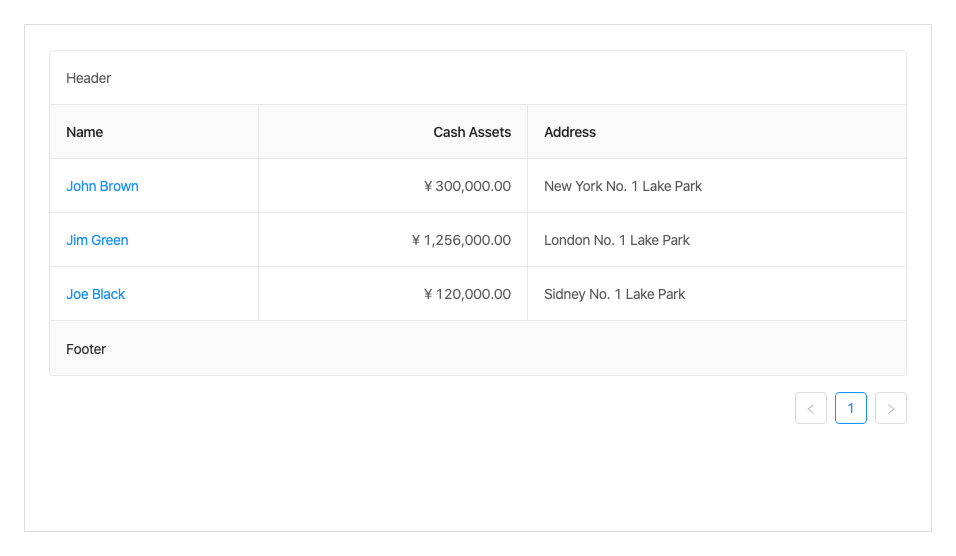 Header
Name Cash Assets Address
John Brown ¥ 300,000.00 New York No. 1 Lake Park
Jim Green ¥ 1,256,000.00 London No. 1 Lake Park
Joe Black ¥ 120,000.00 Sidney No. 1 Lake Park
Footer
< 1 >